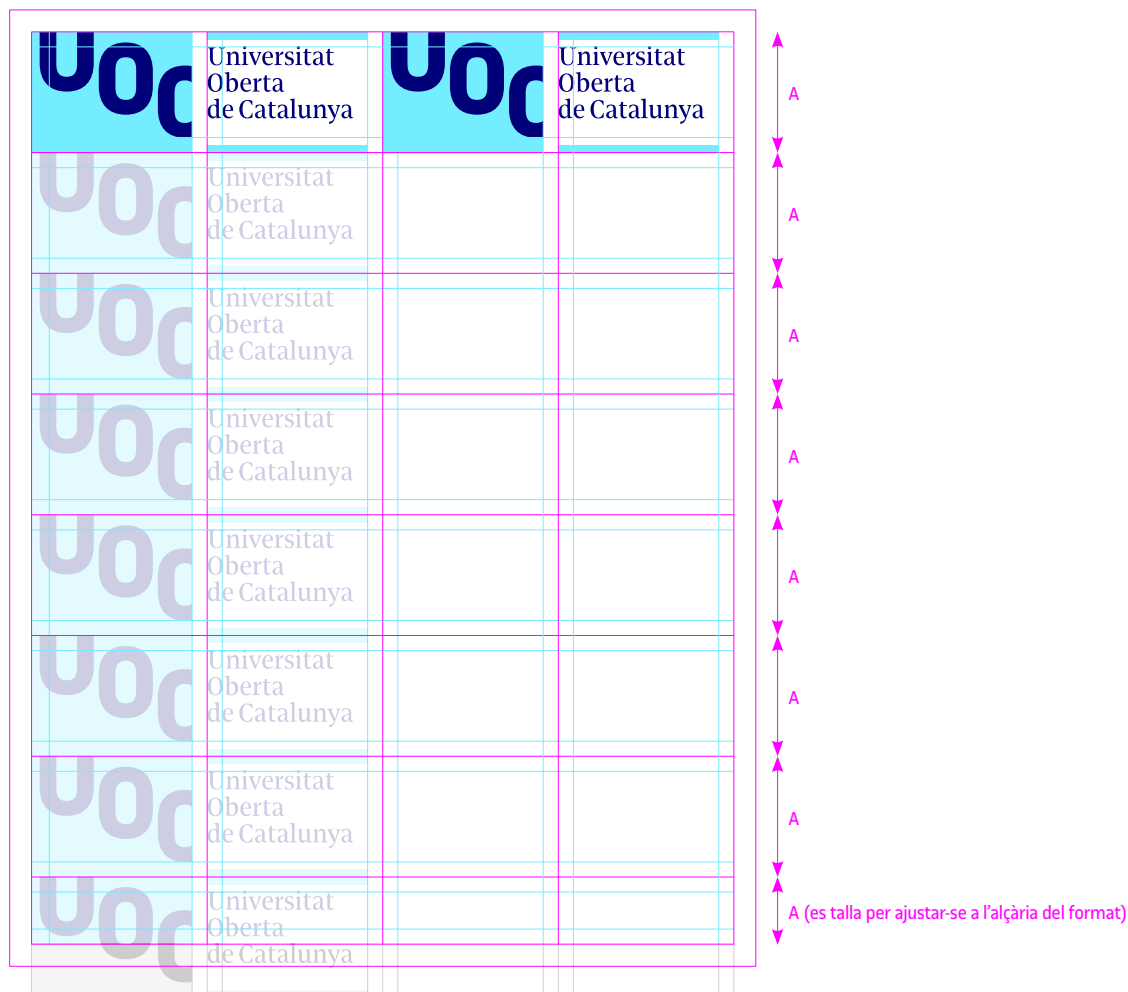 UOC
Universitat
Oberta
de Catalunya
UOC
Universitat
Oberta
de Catalunya
A
UOC
Universitat
Oberta
de Catalunya
A
UOC
Universitat
Oberta
de Catalunya
A
UOC
Universitat
Oberta
de Catalunya
A
UOC
Universitat
Oberta
de Catalunya
A
UOC
Universitat
Oberta
de Catalunya
A
UOC
Universitat
Oberta
de Catalunya
A
UOC
Universitat
Oberta
de Catalunya
A (es talla per ajustar-se a l’alçària del format)